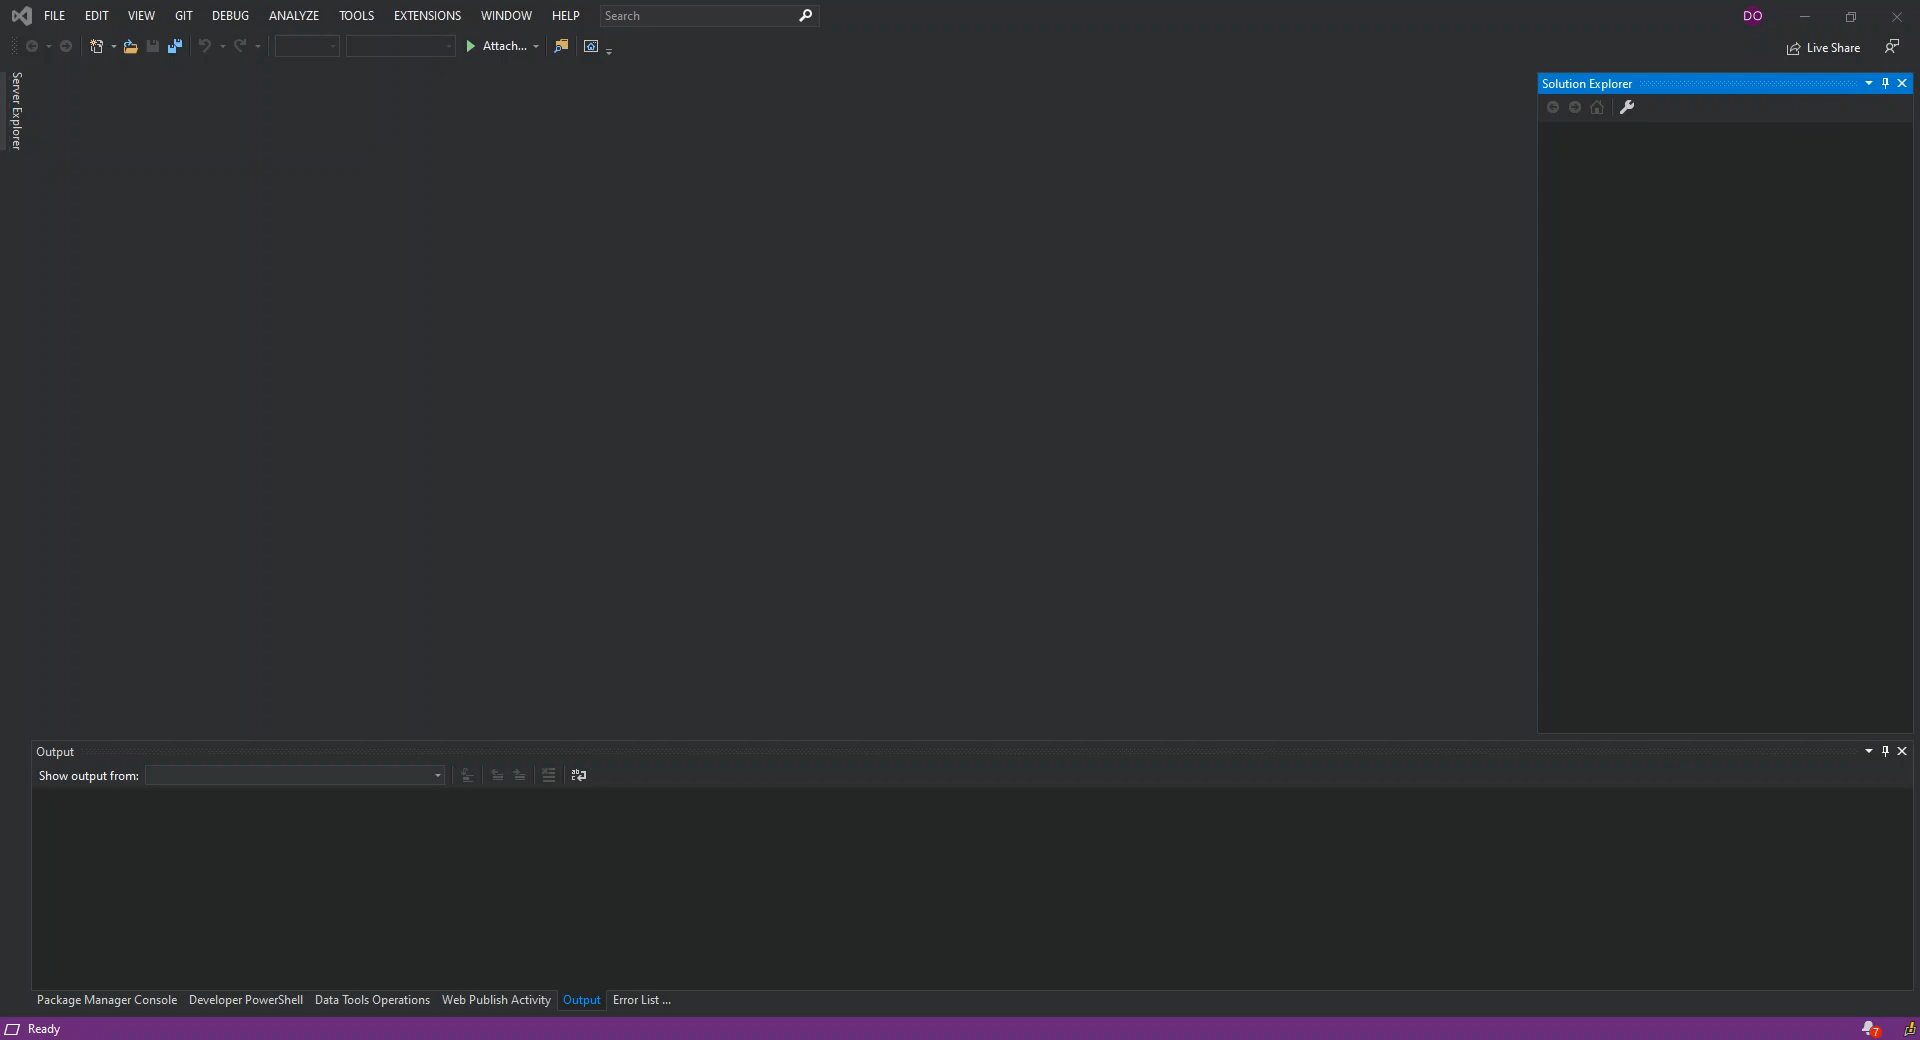 FILE EDIT VIEW GIT DEBUG ANALYZE TOOLS EXTENSIONS WINDOW HELP Search DO
Attach... Live Share
Server Explorer
Solution Explorer
Output
Show output from:
Package Manager Console Developer PowerShell Data Tools Operations Web Publish Activity Output Error List ...
Ready 7